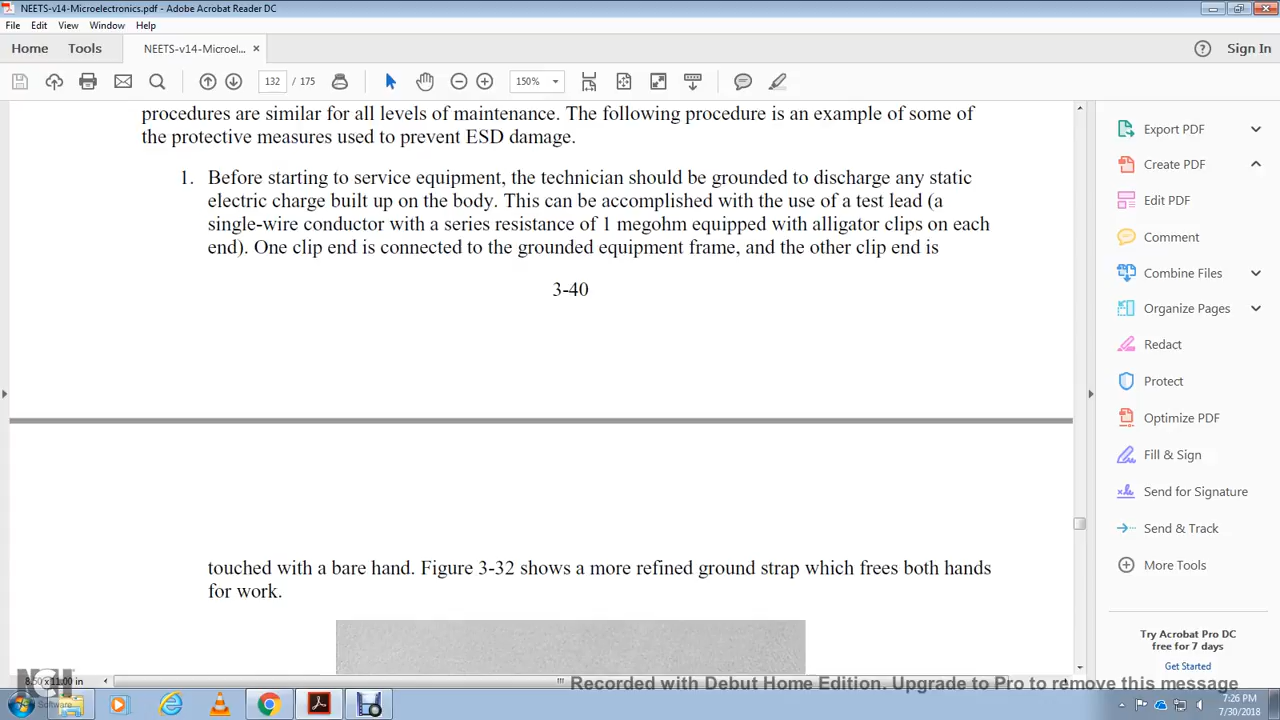 NEETS-v14-Microelectronics.pdf - Adobe Acrobat Reader DC
File Edit View Window Help
Home Tools NEETS-v14-Microel... × Sign In
132 / 175 150%
procedures are similar for all levels of maintenance. The following procedure is an example of some of
the protective measures used to prevent ESD damage.
1. Before starting to service equipment, the technician should be grounded to discharge any static
electric charge built up on the body. This can be accomplished with the use of a test lead (a
single-wire conductor with a series resistance of 1 megohm equipped with alligator clips on each
end). One clip end is connected to the grounded equipment frame, and the other clip end is
3-40
touched with a bare hand. Figure 3-32 shows a more refined ground strap which frees both hands
for work.
Export PDF
Create PDF
Edit PDF
Comment
Combine Files
Organize Pages
Redact
Protect
Optimize PDF
Fill & Sign
Send for Signature
Send & Track
More Tools
Try Acrobat Pro DC
free for 7 days
Get Started
8.50 x 11.00 in
NCH Software
Recorded with Debut Home Edition. Upgrade to Pro to remove this message
7:26 PM
7/30/2018